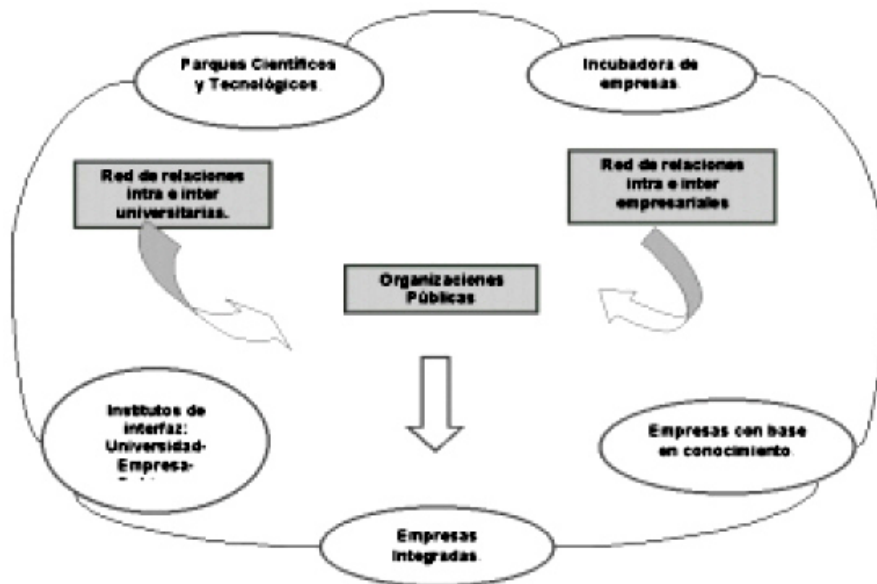 Parques Científicos
y Tecnológicos.
Incubadora de
empresas.
Red de relaciones
intra e inter
universitarias.
Red de relaciones
intra e inter
empresariales
Organizaciones
Públicas
Institutos de
interfaz:
Universidad-
Empresa-
Empresas con base
en conocimiento.
Empresas
Integradas.